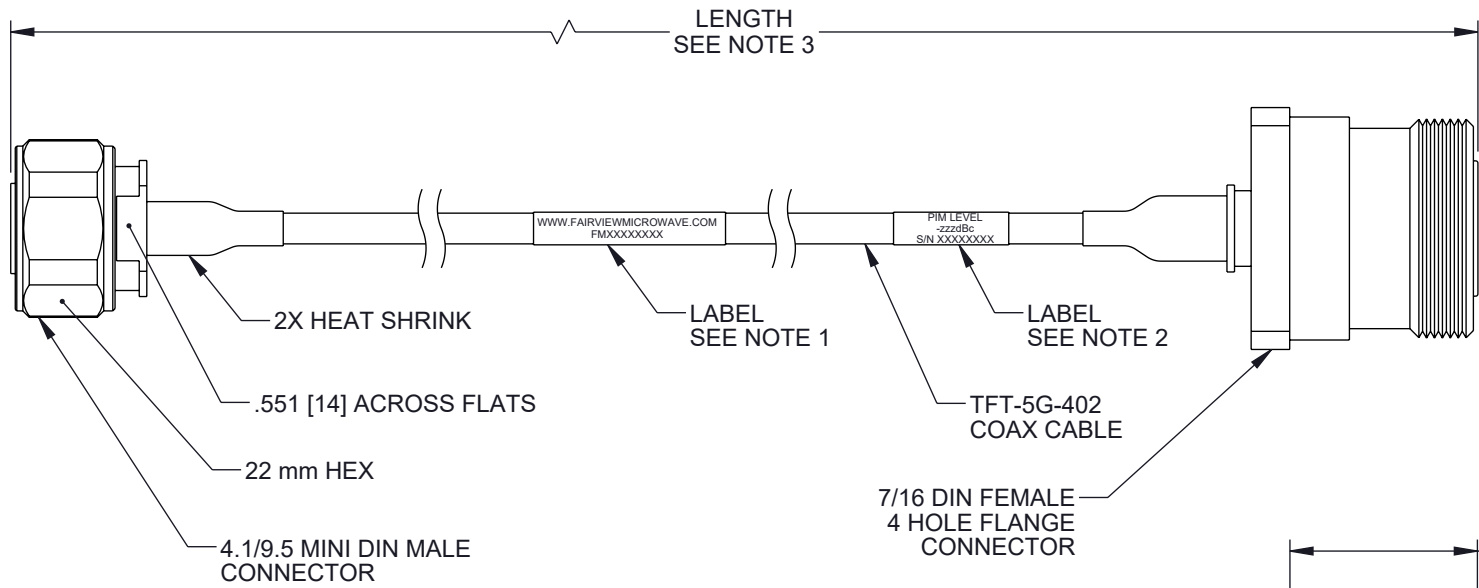 LENGTH
SEE NOTE 3
WWW.FAIRVIEWMICROWAVE.COM
FMXXXXXXXX
PIM LEVEL
-zzzdBc
S/N XXXXXXXX
2X HEAT SHRINK
LABEL
SEE NOTE 1
LABEL
SEE NOTE 2
.551 [14] ACROSS FLATS
TFT-5G-402
COAX CABLE
22 mm HEX
7/16 DIN FEMALE
4 HOLE FLANGE
CONNECTOR
4.1/9.5 MINI DIN MALE
CONNECTOR